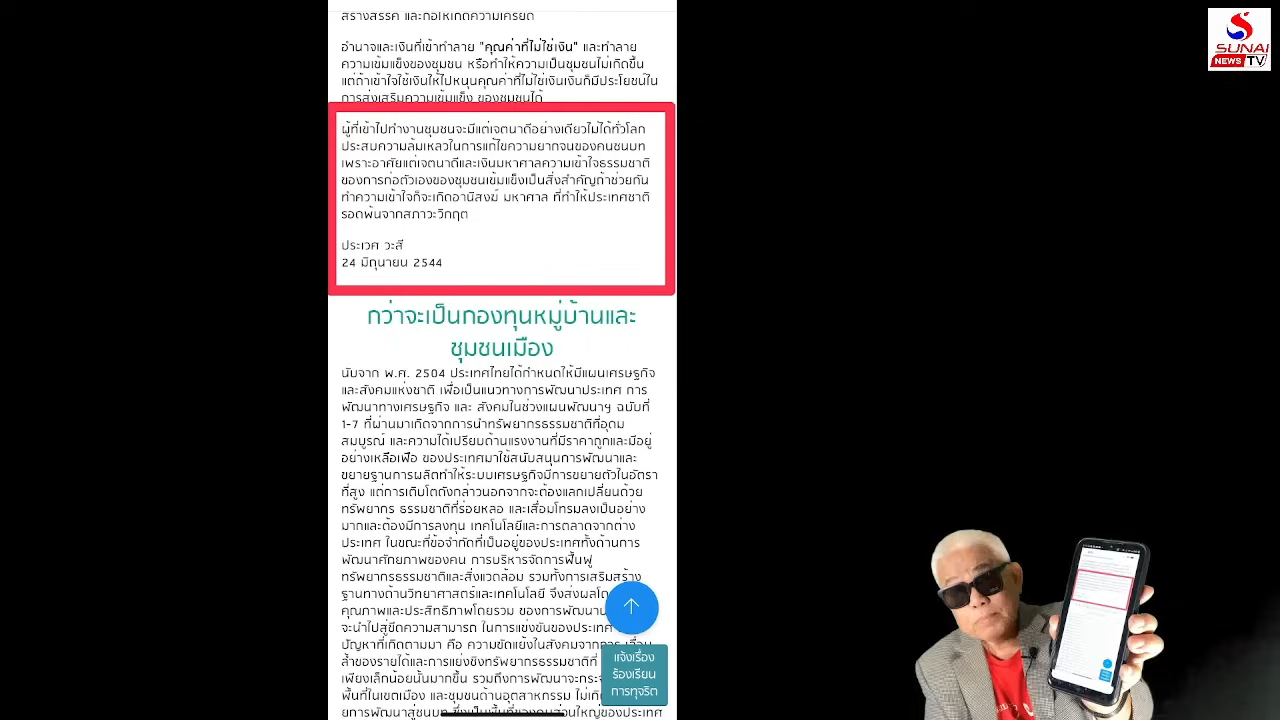 สร้างสรรค์ และก่อให้เกิดความเครียด
อำนาจและเงินที่เข้าทำลาย "คุณค่าที่ไม่ใช่เงิน" และทำลาย
ความเข้มแข็งของชุมชน หรือทำให้ความเป็นชุมชนไม่เกิดขึ้น
แต่ถ้าเข้าใจใช้เงินให้ไปหนุนคุณค่าที่ไม่ใช่เงินเงินก็มีประโยชน์ใน
การส่งเสริมความเข้มแข็ง ของชุมชนได้
ผู้ที่เข้าไปทำงานชุมชนจะมีแต่เจตนาดีอย่างเดียวไม่ได้ทั่วโลก
ประสบความล้มเหลวในการแก้ไขความยากจนของคนชนบท
เพราะอาศัยแต่เจตนาดีและเงินมหาศาลความเข้าใจธรรมชาติ
ของการก่อตัวเองของชุมชนเข้มแข็งเป็นสิ่งสำคัญถ้าช่วยกัน
ทำความเข้าใจก็จะเกิดอานิสงฆ์ มหาศาล ที่ทำให้ประเทศชาติ
รอดพ้นจากสภาวะวิกฤต
ประเวศ วะสี
24 มิถุนายน 2544
กว่าจะเป็นกองทุนหมู่บ้านและ
ชุมชนเมือง
นับจาก พ.ศ. 2504 ประเทศไทยได้กำหนดให้มีแผนเศรษฐกิจ
และสังคมแห่งชาติ เพื่อเป็นแนวทางการพัฒนาประเทศ การ
พัฒนาทางเศรษฐกิจ และ สังคมในช่วงแผนพัฒนาฯ ฉบับที่
1-7 ที่ผ่านมาเกิดจากการนำทรัพยากรธรรมชาติที่อุดม
สมบูรณ์ และความได้เปรียบด้านแรงงานที่มีราคาถูกและมีอยู่
อย่างเหลือเฟือ ของประเทศมาใช้สนับสนุนการพัฒนาและ
ขยายฐานการผลิตทำให้ระบบเศรษฐกิจมีการขยายตัวในอัตรา
ที่สูง แต่การเติบโตดังกล่าวนอกจากจะต้องแลกเปลี่ยนด้วย
ทรัพยากร ธรรมชาติที่ร่อยหลอ และเสื่อมโทรมลงเป็นอย่าง
มากและต้องมีการลงทุน เทคโนโลยีและการตลาดจากต่าง
ประเทศ ในขณะที่ข้อจำกัดที่เป็นอยู่ของประเทศทั้งด้านการ
พัฒนาศักยภาพของคน การบริหารจัดการฟื้นฟู
ทรัพยากรธรรมชาติและสิ่งแวดล้อม รวมทั้งการเสริมสร้าง
ฐานทางด้านวิทยาศาสตร์และเทคโนโลยี จึงส่งผล
คุณภาพและประสิทธิภาพโดยรวม ของการพัฒนา
จะนำไปสู่ขีดความสามารถ ในการแข่งขันของประเทศ
ปัญหาที่เกิดตามมา คือ ความขัดแย้งในสังคมจาก
ล้ำของรายได้และการแย่งชิงทรัพยากรธรรมชาติที่
เพียงเล็กน้อยนั้นมากขึ้น รวมถึงการพัฒนาจะ
พื้นที่ในเขตเมือง และชุมชนด้านอุตสาหกรรม
ยการพัฒนาสู่ชนบท ซึ่งเป็นพื้นที่ของคนส่วนใหญ่ของประเทศ
แจ้งเรื่อง
ร้องเรียน
การทุจริต
SUNAI
NEWS TV